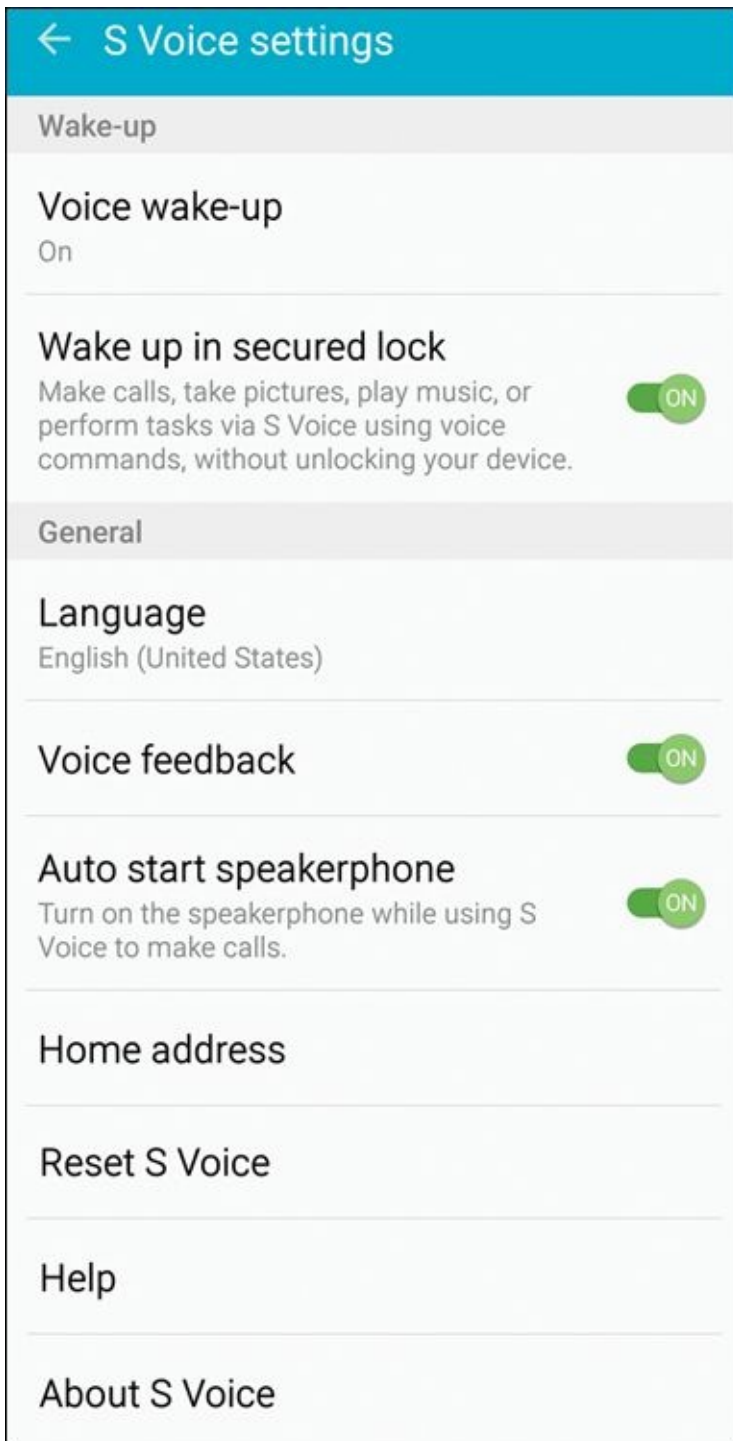 ← S Voice settings
Wake-up
Voice wake-up
On
Wake up in secured lock
Make calls, take pictures, play music, or
perform tasks via S Voice using voice
commands, without unlocking your device.
ON
General
Language
English (United States)
Voice feedback
ON
Auto start speakerphone
Turn on the speakerphone while using S
Voice to make calls.
ON
Home address
Reset S Voice
Help
About S Voice